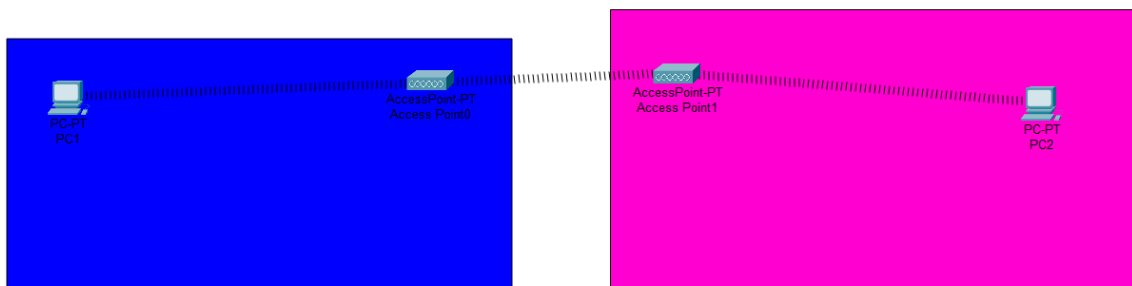 PC-PT
PC1
AccessPoint-PT
Access Point0
AccessPoint-PT
Access Point1
PC-PT
PC2